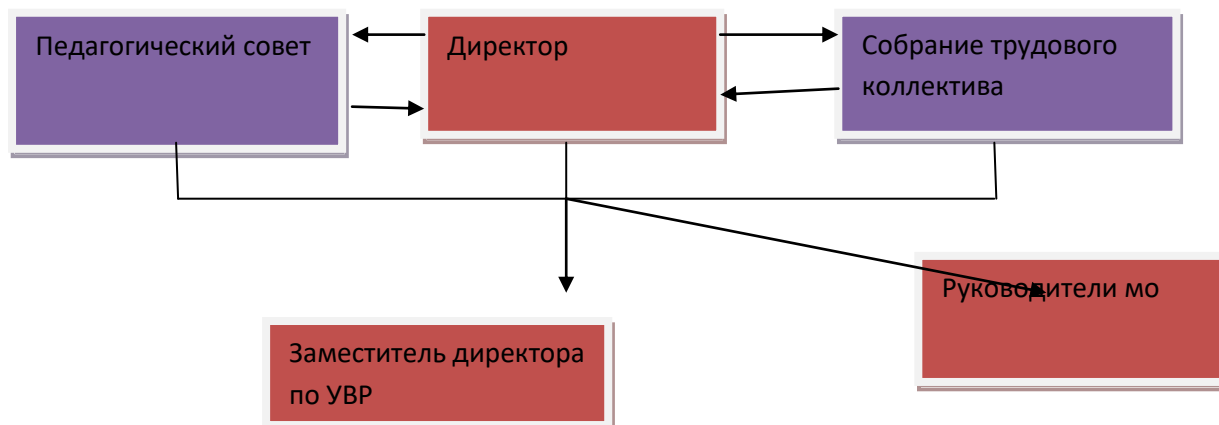 Педагогический совет
Директор
Собрание трудового
коллектива
Руководители мо
Заместитель директора
по УВР